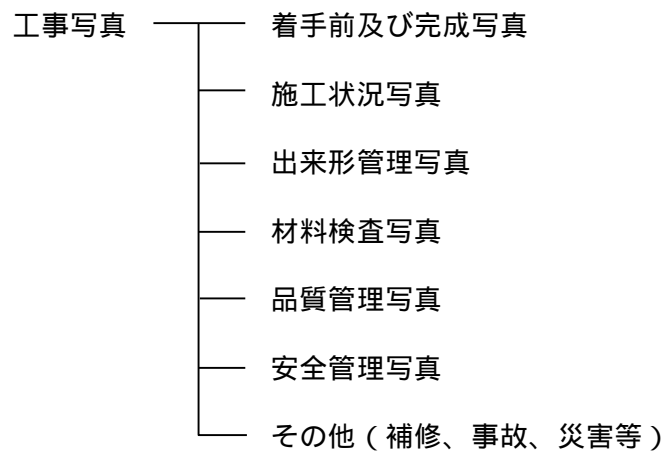 工事写真 着手前及び完成写真
施工状況写真
出来形管理写真
材料検査写真
品質管理写真
安全管理写真
その他（補修、事故、災害等）